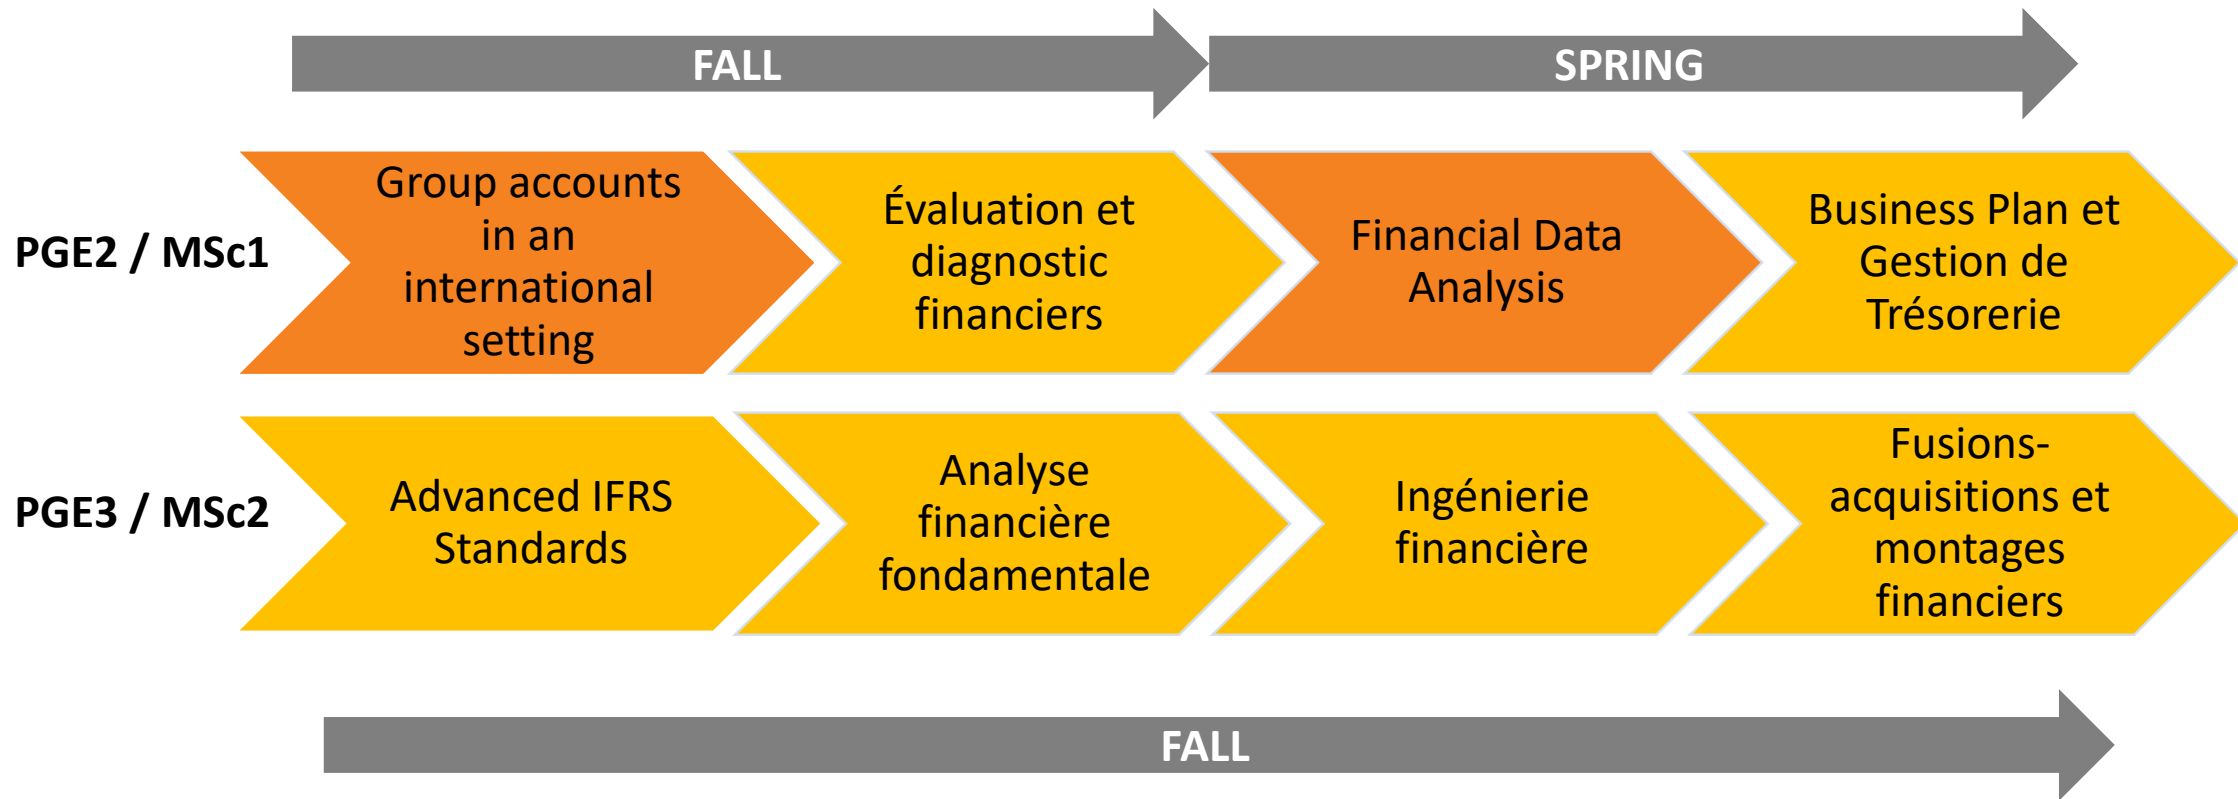 FALL
SPRING
PGE2 / MSc1
Group accounts
in an
international
setting
Évaluation et
diagnostic
financiers
Financial Data
Analysis
Business Plan et
Gestion de
Trésorerie
PGE3 / MSc2
Advanced IFRS
Standards
Analyse
financière
fondamentale
Ingénierie
financière
Fusions-
acquisitions et
montages
financiers
FALL